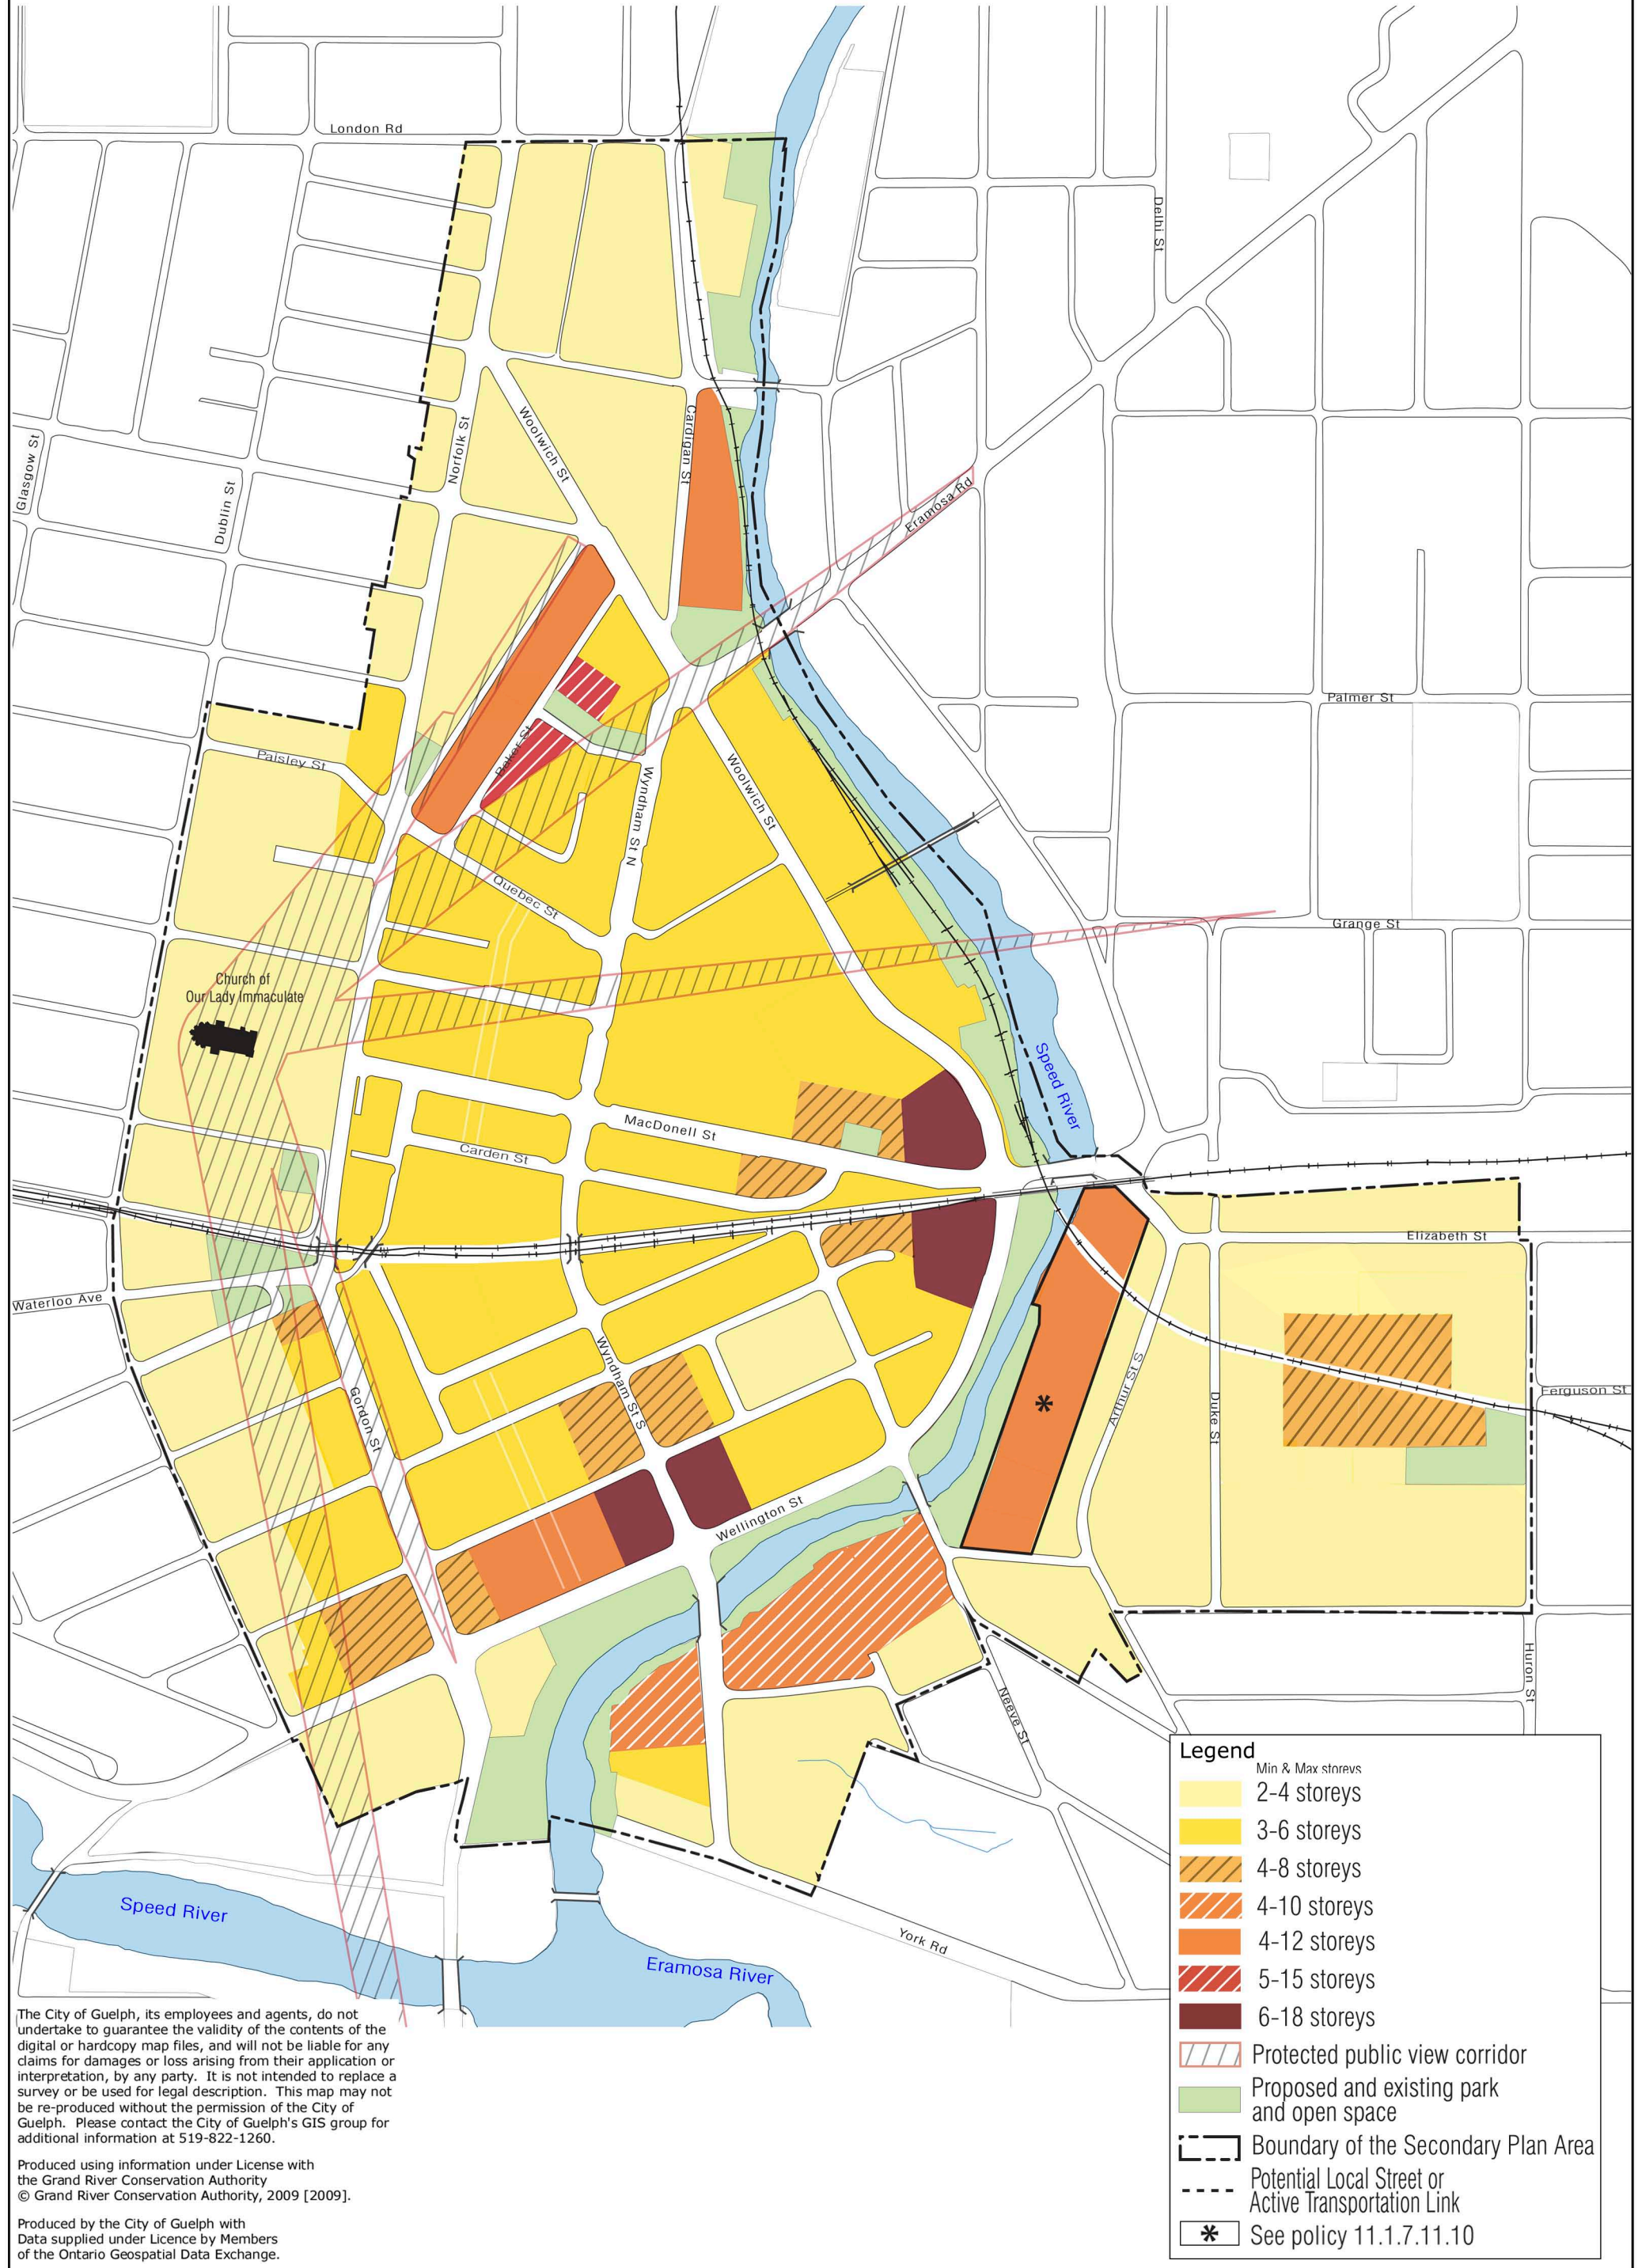 London Rd
Delhi St
Glasgow St
Dublin St
Norfolk St
Woolwich St
Cardigan St
Eramosa Rd
Palmer St
Paisley St
Baker St
Wyndham St N
Woolwich St
Quebec St
Grange St
Church of
Our Lady Immaculate
Speed River
MacDonell St
Carden St
Elizabeth St
Waterloo Ave
Wyndham St S
Gordon St
Arthur St S
Duke St
Ferguson St
*
Wellington St
Huron St
Neeve St
York Rd
Speed River
Eramosa River
Legend
Min & Max storeys
2-4 storeys
3-6 storeys
4-8 storeys
4-10 storeys
4-12 storeys
5-15 storeys
6-18 storeys
Protected public view corridor
Proposed and existing park
and open space
Boundary of the Secondary Plan Area
Potential Local Street or
Active Transportation Link
* See policy 11.1.7.11.10
The City of Guelph, its employees and agents, do not
undertake to guarantee the validity of the contents of the
digital or hardcopy map files, and will not be liable for any
claims for damages or loss arising from their application or
interpretation, by any party.  It is not intended to replace a
survey or be used for legal description.  This map may not
be re-produced without the permission of the City of
Guelph.  Please contact the City of Guelph's GIS group for
additional information at 519-822-1260.
Produced using information under License with
the Grand River Conservation Authority
© Grand River Conservation Authority, 2009 [2009].
Produced by the City of Guelph with
Data supplied under Licence by Members
of the Ontario Geospatial Data Exchange.